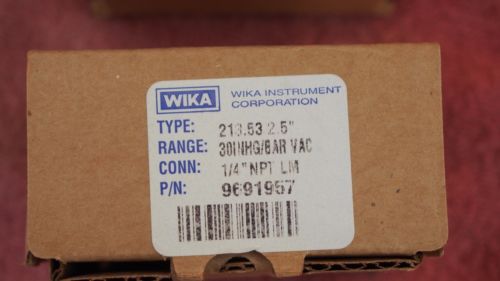 WIKA WIKA INSTRUMENT
CORPORATION
TYPE: 213.53 2.5"
RANGE: 30INHG/BAR VAC
CONN: 1/4"NPT LM
P/N: 9691957